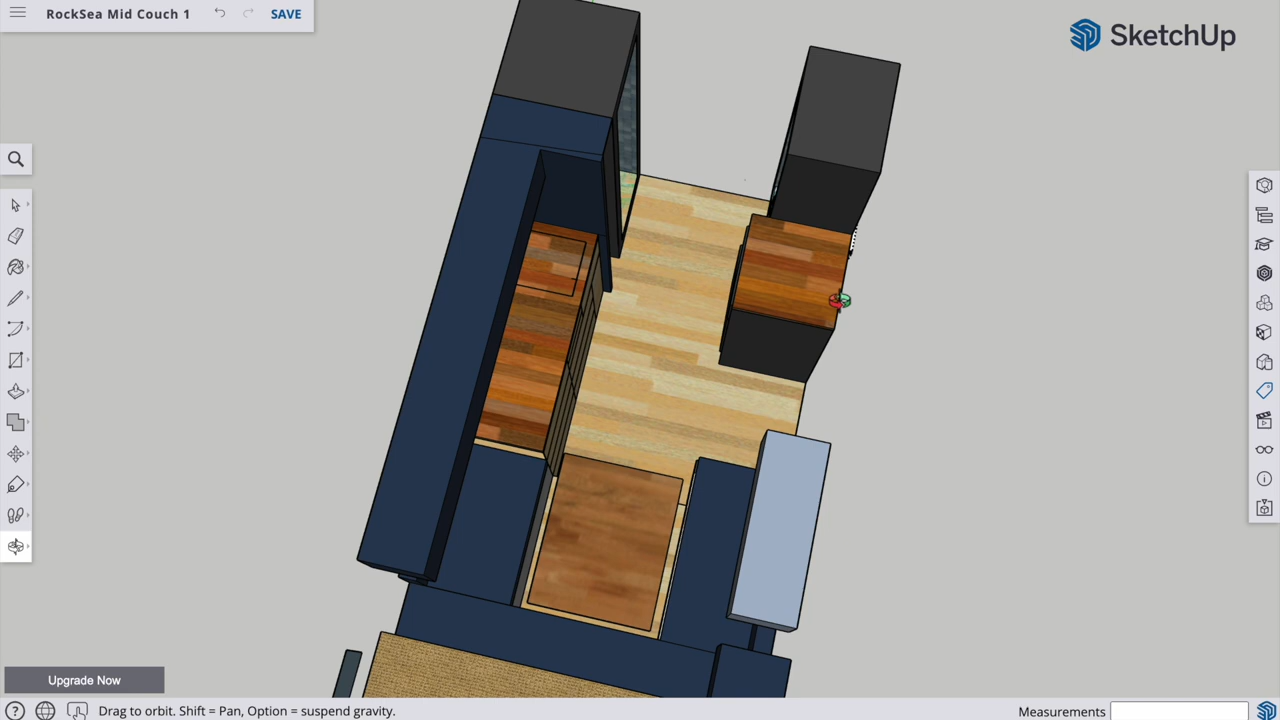 RockSea Mid Couch 1
SAVE
SketchUp
Upgrade Now
Drag to orbit. Shift = Pan, Option = suspend gravity.
Measurements